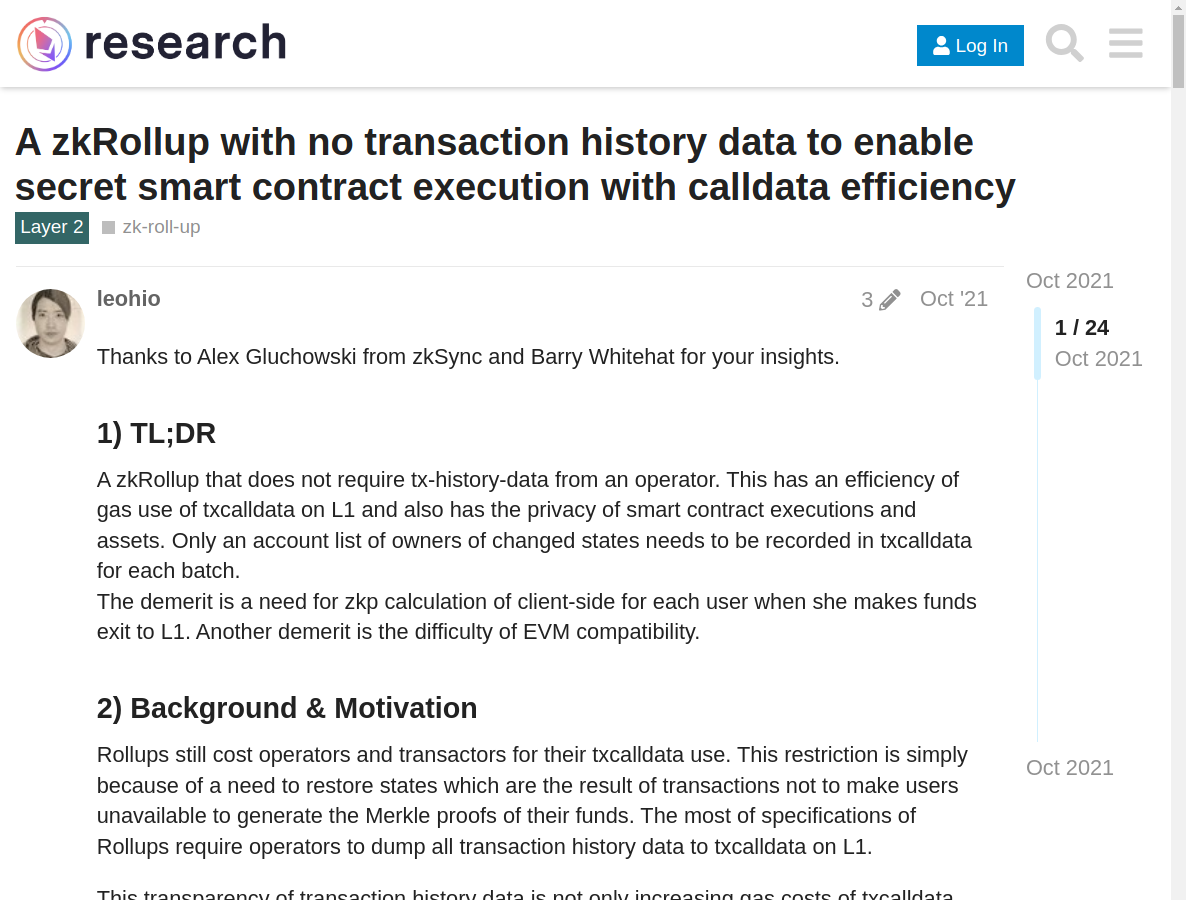 research
Log In
A zkRollup with no transaction history data to enable
secret smart contract execution with calldata efficiency
Layer 2 zk-roll-up
leohio
3 Oct '21
Thanks to Alex Gluchowski from zkSync and Barry Whitehat for your insights.
1) TL;DR
A zkRollup that does not require tx-history-data from an operator. This has an efficiency of
gas use of txcalldata on L1 and also has the privacy of smart contract executions and
assets. Only an account list of owners of changed states needs to be recorded in txcalldata
for each batch.
The demerit is a need for zkp calculation of client-side for each user when she makes funds
exit to L1. Another demerit is the difficulty of EVM compatibility.
2) Background & Motivation
Rollups still cost operators and transactors for their txcalldata use. This restriction is simply
because of a need to restore states which are the result of transactions not to make users
unavailable to generate the Merkle proofs of their funds. The most of specifications of
Rollups require operators to dump all transaction history data to txcalldata on L1.
This transparency of transaction history data is not only increasing gas costs of txcalldata
Oct 2021
1 / 24
Oct 2021
Oct 2021